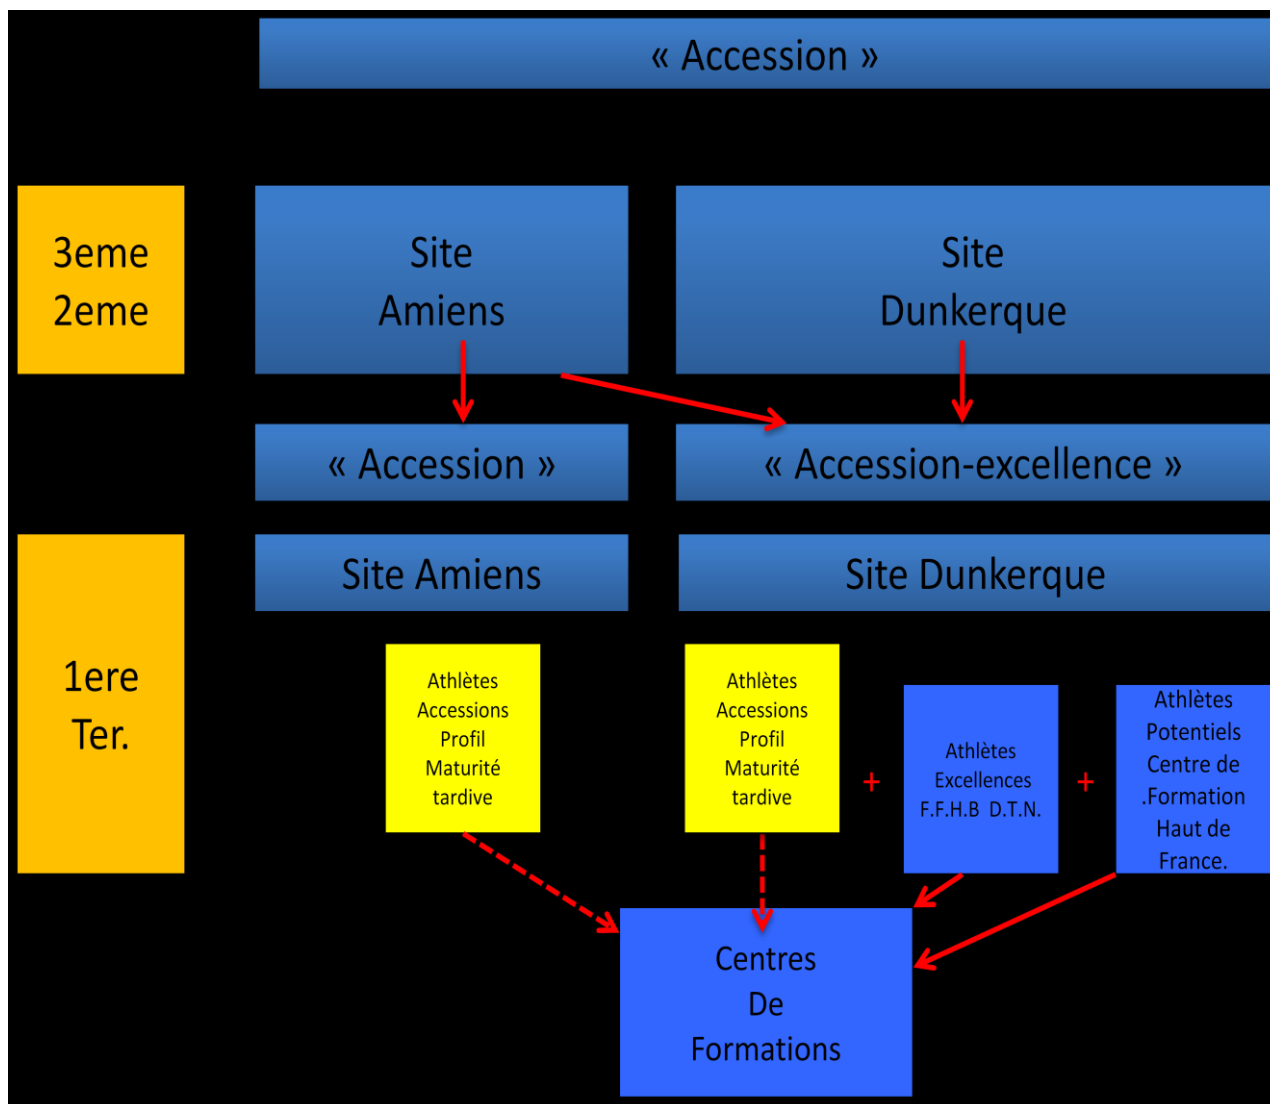 « Accession »
3eme
2eme
Site
Amiens
Site
Dunkerque
« Accession »
« Accession-excellence »
1ere
Ter.
Site Amiens
Site Dunkerque
Athlètes
Accessions
Profil
Maturité
tardive
Athlètes
Accessions
Profil
Maturité
tardive
+
Athlètes
Excellences
F.F.H.B D.T.N.
+
Athlètes
Potentiels
Centre de
.Formation
Haut de
France.
Centres
De
Formations